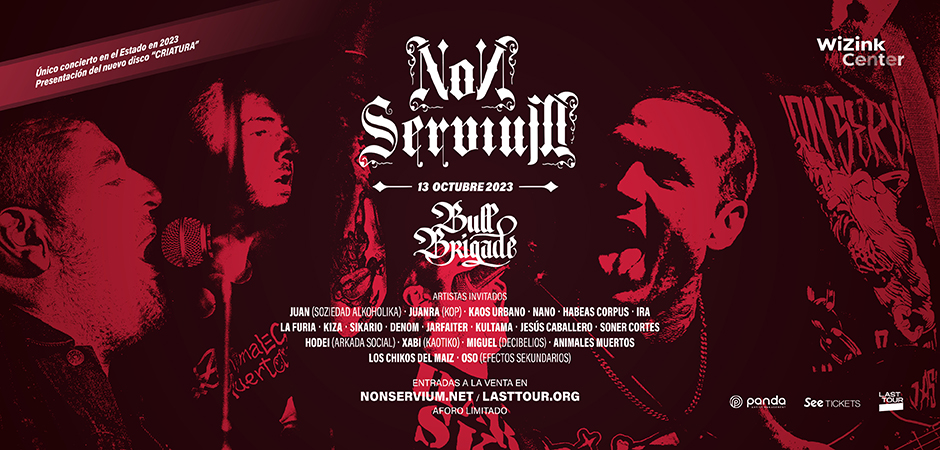 Único concierto en el Estado en 2023
Presentación del nuevo disco "CRIATURA"
WiZink
Center
Non
Servium
13 OCTUBRE 2023
Bull
Brigade
ARTISTAS INVITADOS
JUAN (SOZIEDAD ALKOHOLIKA) · JUANRA (KOP) · KAOS URBANO · NANO · HABEAS CORPUS · IRA
LA FURIA · KIZA · SIKARIO · DENOM · JARFAITER · KULTAMA · JESÚS CABALLERO · SONER CORTES
HODEI (ARKADA SOCIAL) · XABI (KAOTIKO) · MIGUEL (DECIBELIOS) · ANIMALES MUERTOS
LOS CHIKOS DEL MAIZ · OSO (EFECTOS SEKUNDARIOS)
ENTRADAS A LA VENTA EN
NONSERVIUM.NET / LASTTOUR.ORG
AFORO LIMITADO
panda
See TICKETS
LAST
TOUR